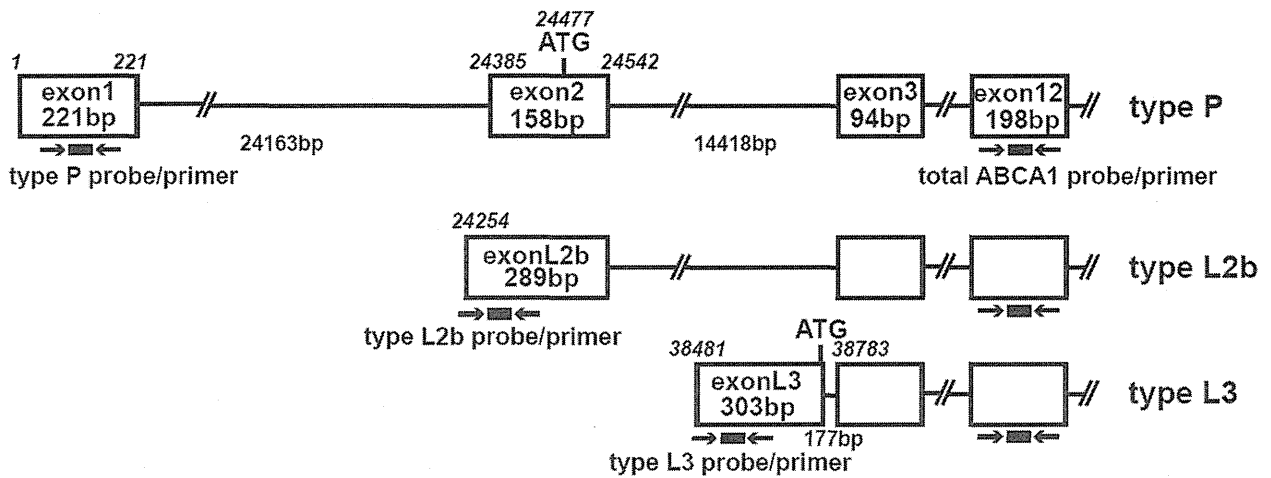 24477
ATG
1 221 24385 24542
exon1 exon2 exon3 exon12 type P
221bp 158bp 94bp 198bp
24163bp 14418bp
type P probe/primer total ABCA1 probe/primer
24254
exonL2b type L2b
289bp
type L2b probe/primer
ATG
38481 38783
exonL3 type L3
303bp
177bp
type L3 probe/primer